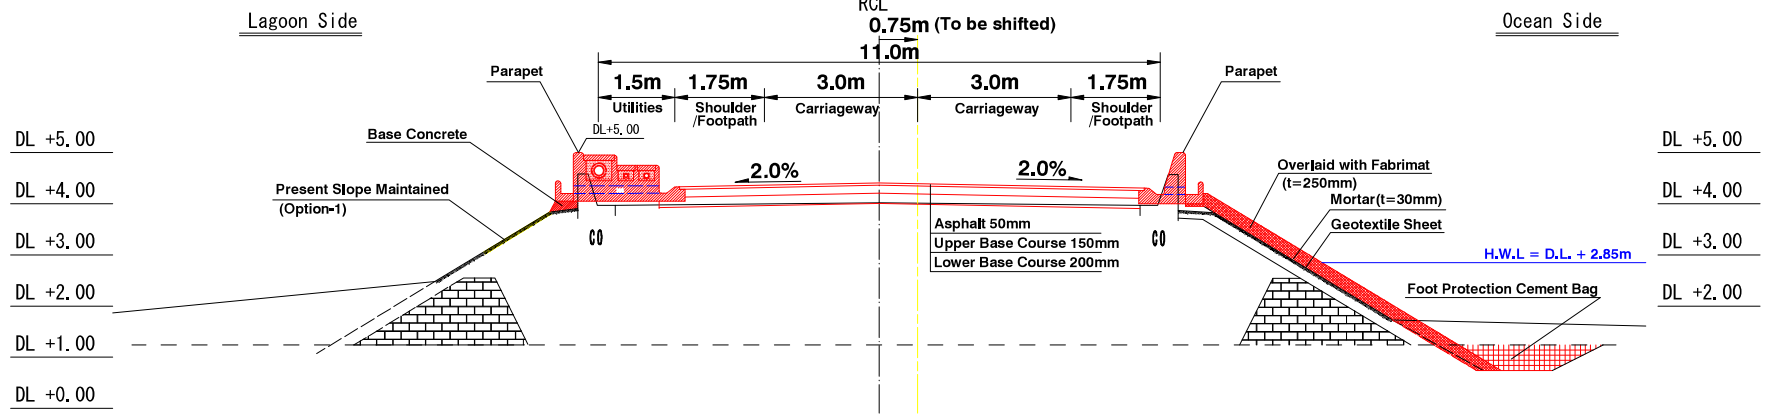 RCL
Lagoon Side
0.75m (To be shifted)
Ocean Side
11.0m
Parapet
1.5m 1.75m 3.0m 3.0m 1.75m
Parapet
Utilities Shoulder /Footpath Carriageway Carriageway Shoulder /Footpath
DL+5.00
Base Concrete
DL +5.00
DL +4.00
DL +3.00
DL +2.00
DL +1.00
DL +0.00
Present Slope Maintained
(Option-1)
2.0%
2.0%
CO
CO
Asphalt 50mm
Upper Base Course 150mm
Lower Base Course 200mm
Overlaid with Fabrimat
(t=250mm)
Mortar(t=30mm)
Geotextile Sheet
H.W.L = D.L. + 2.85m
Foot Protection Cement Bag
DL +5.00
DL +4.00
DL +3.00
DL +2.00